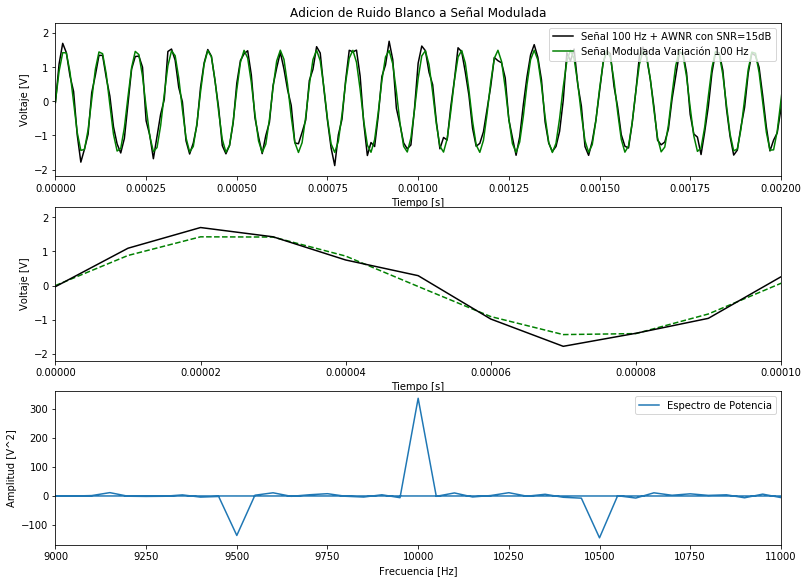 Adicion de Ruido Blanco a Señal Modulada
Voltaje [V]
2
1
0
−1
−2
Señal 100 Hz + AWNR con SNR=15dB
Señal Modulada Variación 100 Hz
0.00000 0.00025 0.00050 0.00075 0.00100 0.00125 0.00150 0.00175 0.00200
Tiempo [s]
Voltaje [V]
2
1
0
−1
−2
0.00000 0.00002 0.00004 0.00006 0.00008 0.00010
Tiempo [s]
Amplitud [V^2]
300
200
100
0
−100
Espectro de Potencia
9000 9250 9500 9750 10000 10250 10500 10750 11000
Frecuencia [Hz]